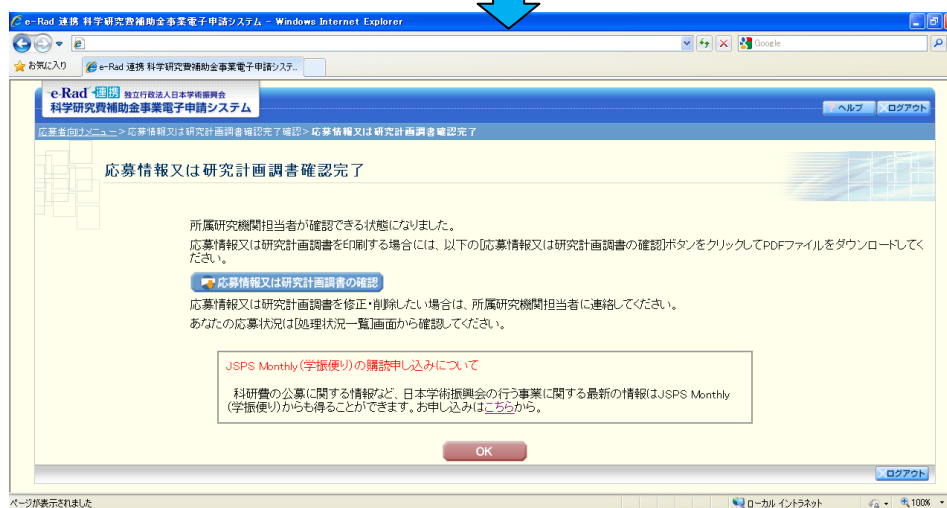 e-Rad 連携 科学研究費補助金事業電子申請システム - Windows Internet Explorer
Google
お気に入り e-Rad 連携 科学研究費補助金事業電子申請システ..
e-Rad 連携 独立行政法人日本学術振興会
科学研究費補助金事業電子申請システム
ヘルプ ログアウト
応募者向けメニュー>応募情報又は研究計画調書確認完了確認>応募情報又は研究計画調書確認完了
応募情報又は研究計画調書確認完了
所属研究機関担当者が確認できる状態になりました。
応募情報又は研究計画調書を印刷する場合には、以下の[応募情報又は研究計画調書の確認]ボタンをクリックしてPDFファイルをダウンロードしてく
ださい。
応募情報又は研究計画調書の確認
応募情報又は研究計画調書を修正・削除したい場合は、所属研究機関担当者に連絡してください。
あなたの応募状況は[処理状況一覧]画面から確認してください。
JSPS Monthly(学振便り)の購読申し込みについて
科研費の公募に関する情報など、日本学術振興会の行う事業に関する最新の情報はJSPS Monthly
(学振便り)からも得ることができます。お申し込みはこちらから。
OK
ログアウト
ページが表示されました ローカル イントラネット 100%